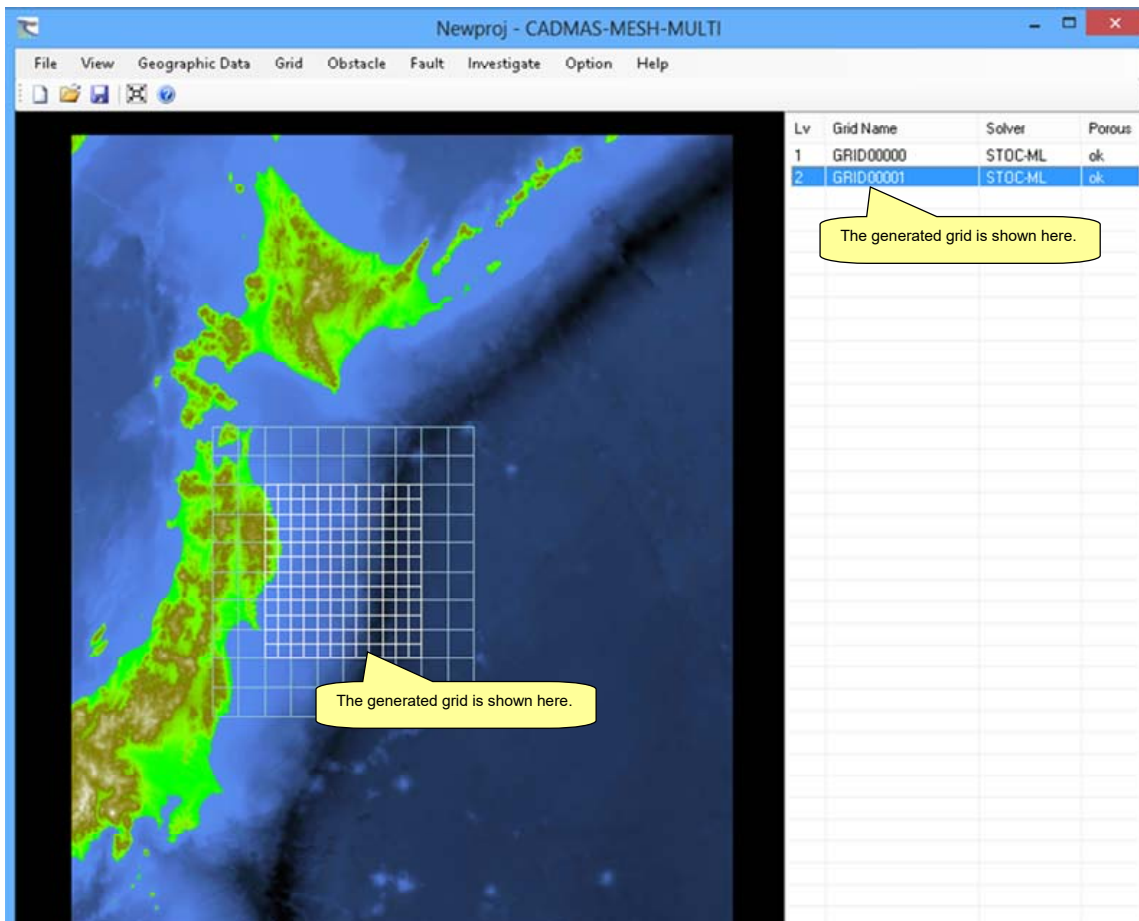 Newproj - CADMAS-MESH-MULTI
File View Geographic Data Grid Obstacle Fault Investigate Option Help
Lv Grid Name Solver Porous
1 GRID00000 STOC-ML ok
2 GRID00001 STOC-ML ok
The generated grid is shown here.
The generated grid is shown here.